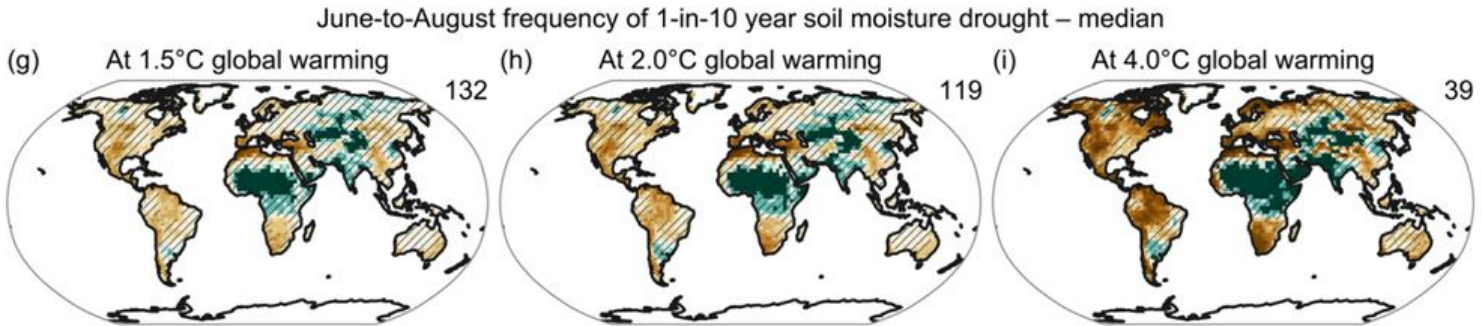 June-to-August frequency of 1-in-10 year soil moisture drought – median
(g) At 1.5°C global warming
(h) At 2.0°C global warming
(i) At 4.0°C global warming
132
119
39